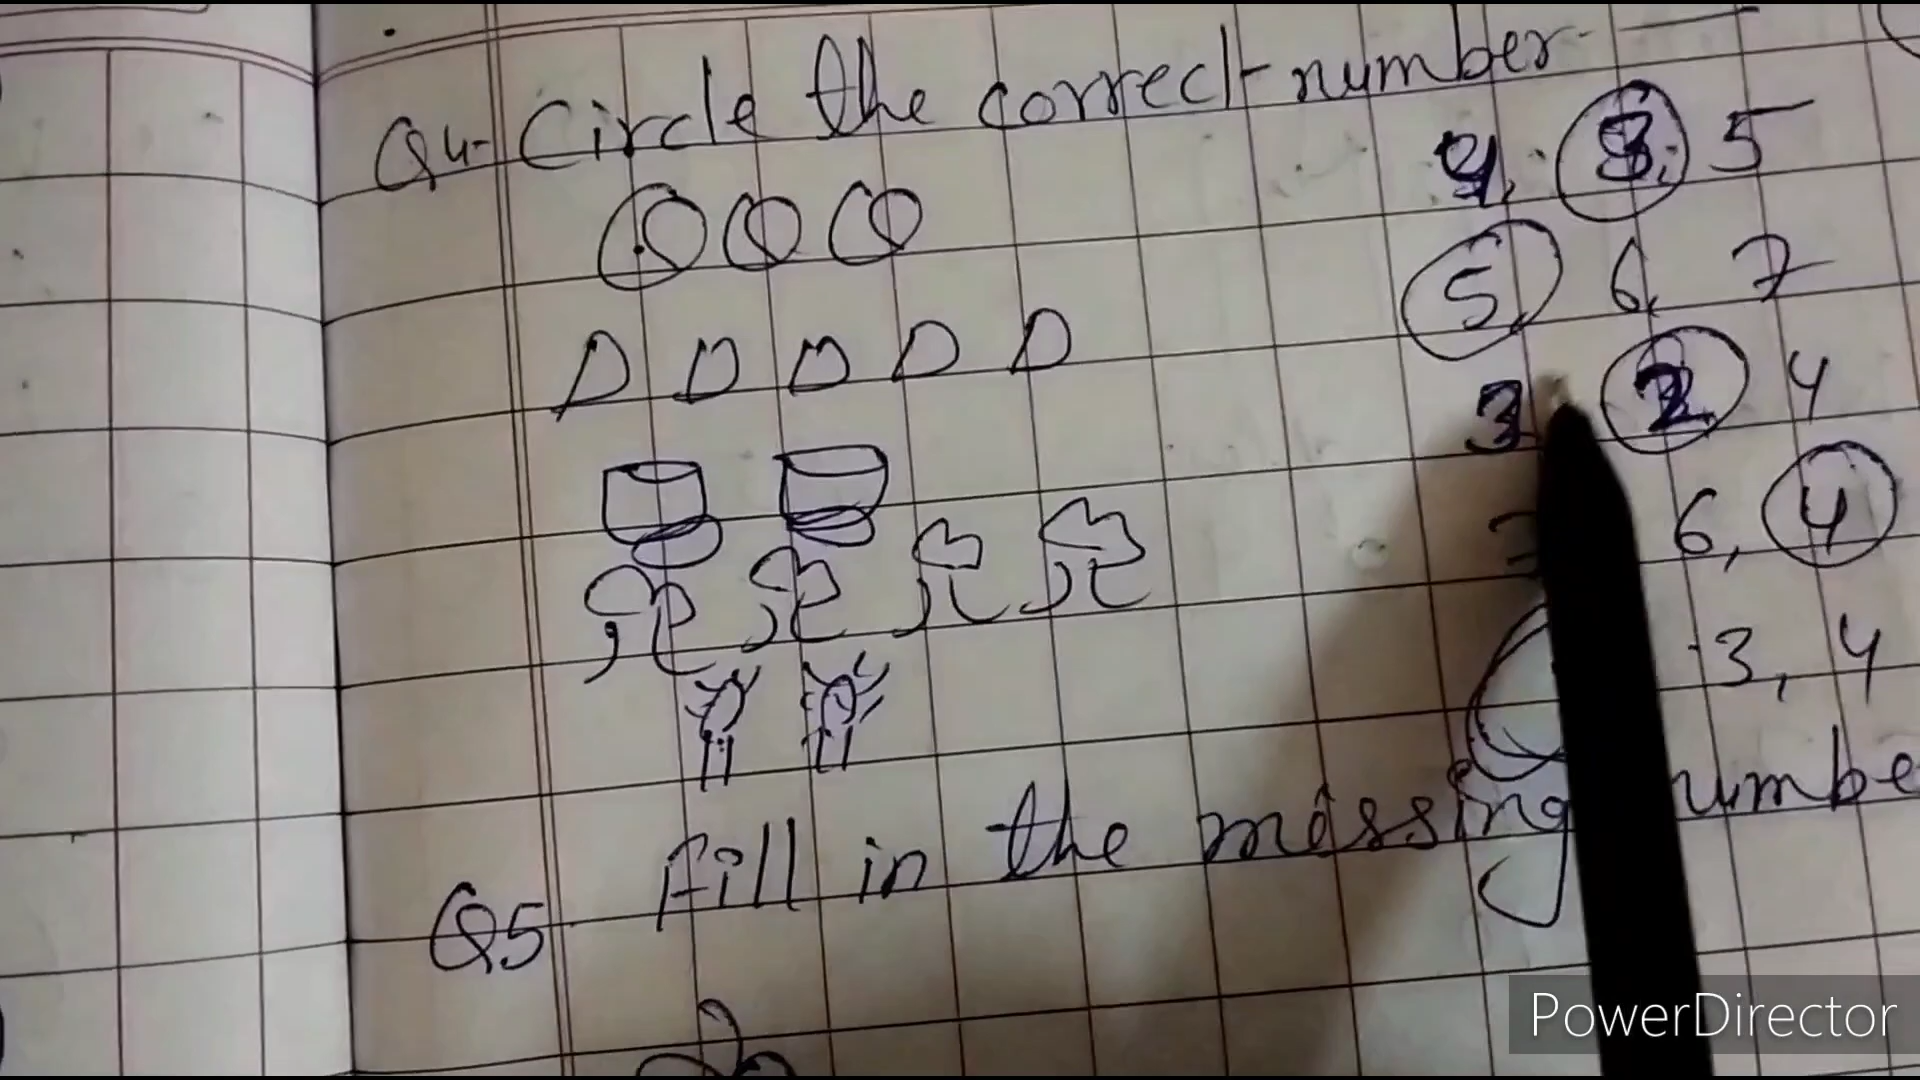 Q4- Circle the correct number-
4, 3, 5
5, 6, 7
3 2 4
6, 4
3, 4
Q5 fill in the missing numbe
PowerDirector